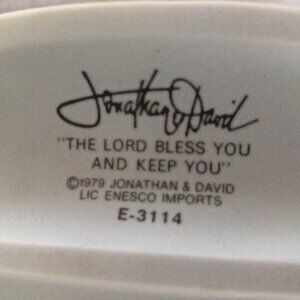 Jonathan & David
"THE LORD BLESS YOU
AND KEEP YOU"
©1979 JONATHAN & DAVID
LIC ENESCO IMPORTS
E-3114